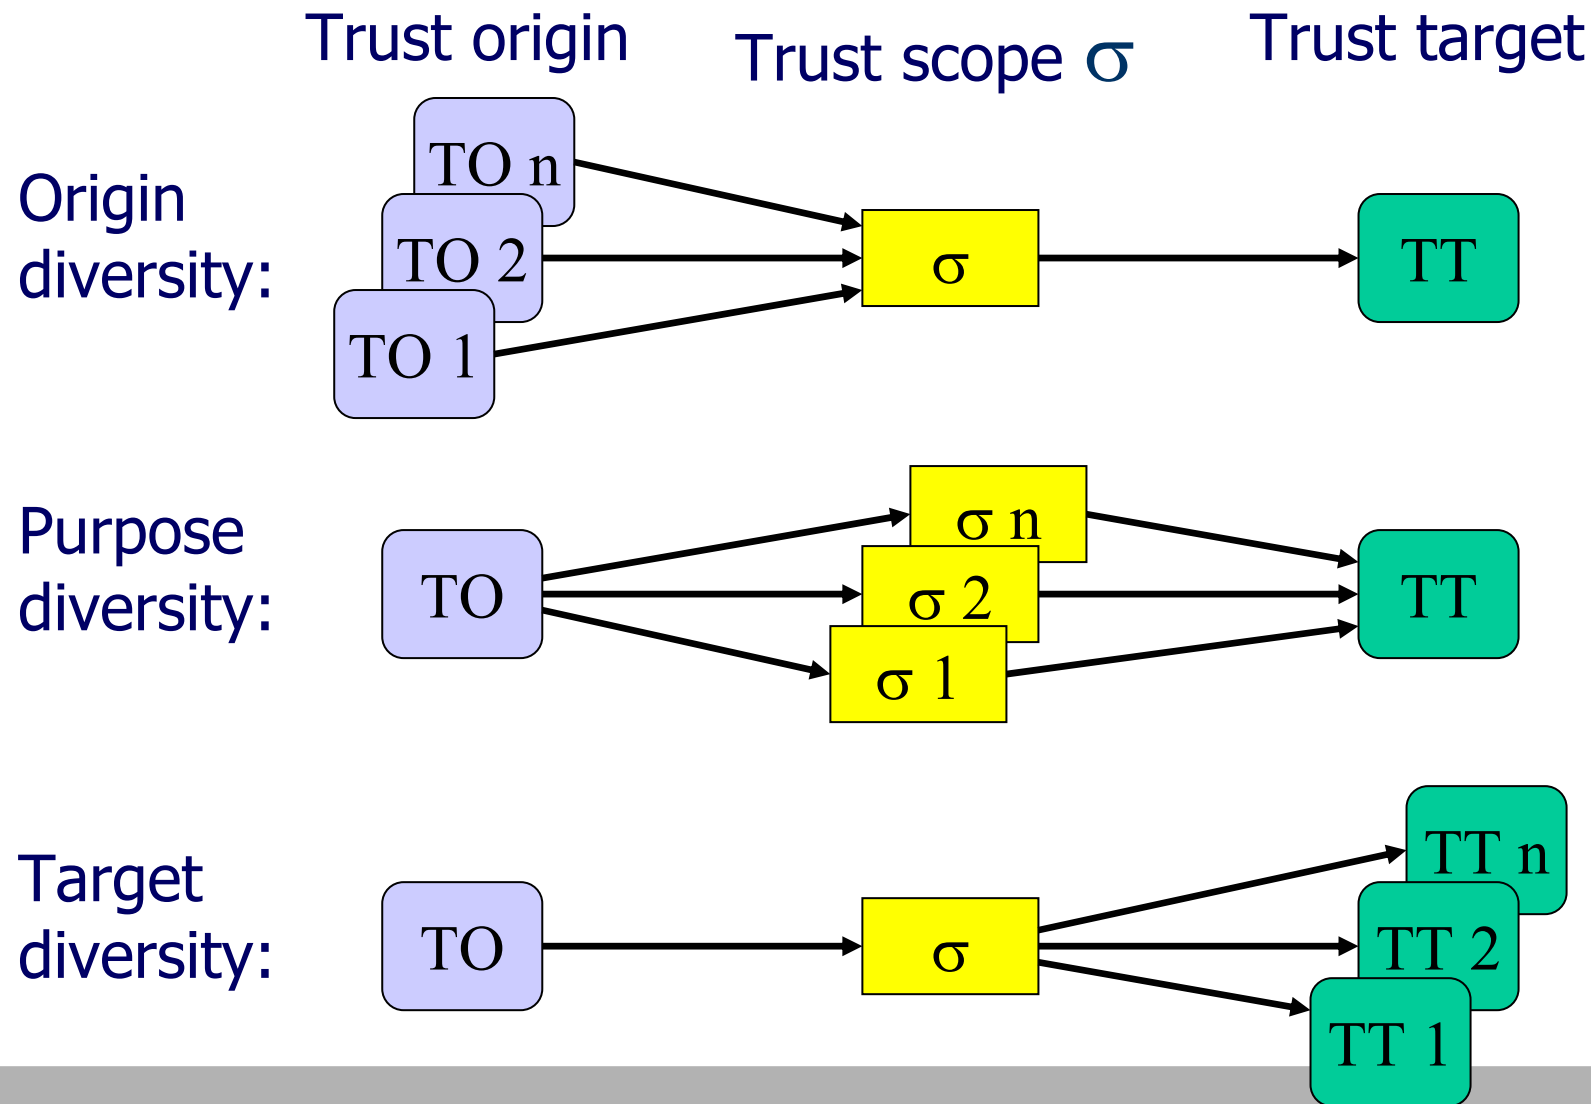 Trust origin
Trust scope σ
Trust target
Origin
diversity:
TO n
TO 2
TO 1
σ
TT
Purpose
diversity:
TO
σ n
σ 2
σ 1
TT
Target
diversity:
TO
σ
TT n
TT 2
TT 1